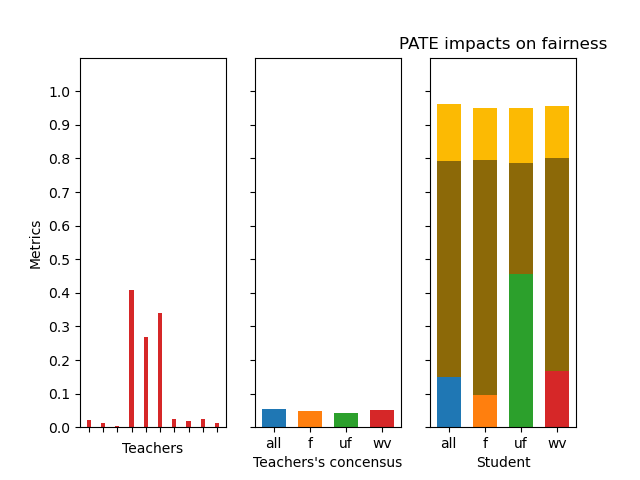 PATE impacts on fairness
Metrics
1.0
0.9
0.8
0.7
0.6
0.5
0.4
0.3
0.2
0.1
0.0
Teachers
all f uf wv
Teachers's concensus
all f uf wv
Student